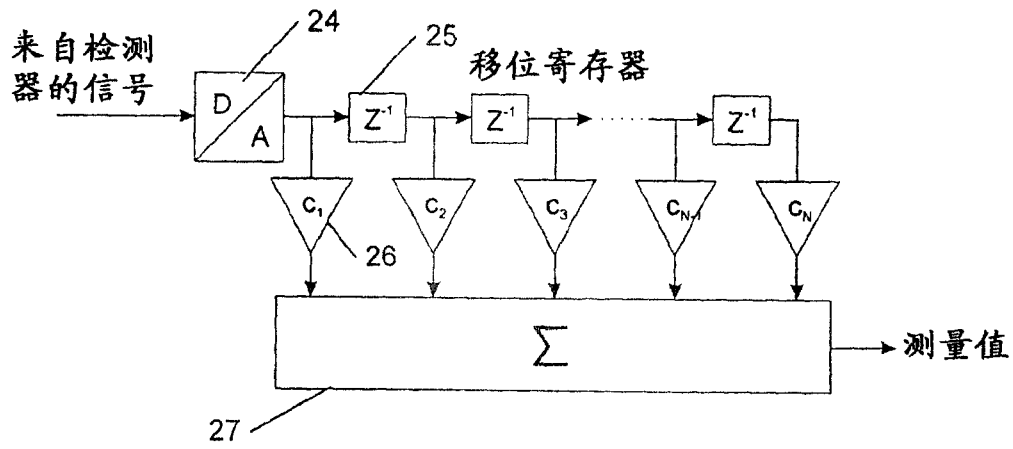 24
25
来自检测
器的信号
移位寄存器
D
A
Z⁻¹
Z⁻¹
Z⁻¹
C₁
C₂
C₃
C_N-1
C_N
26
Σ
测量值
27